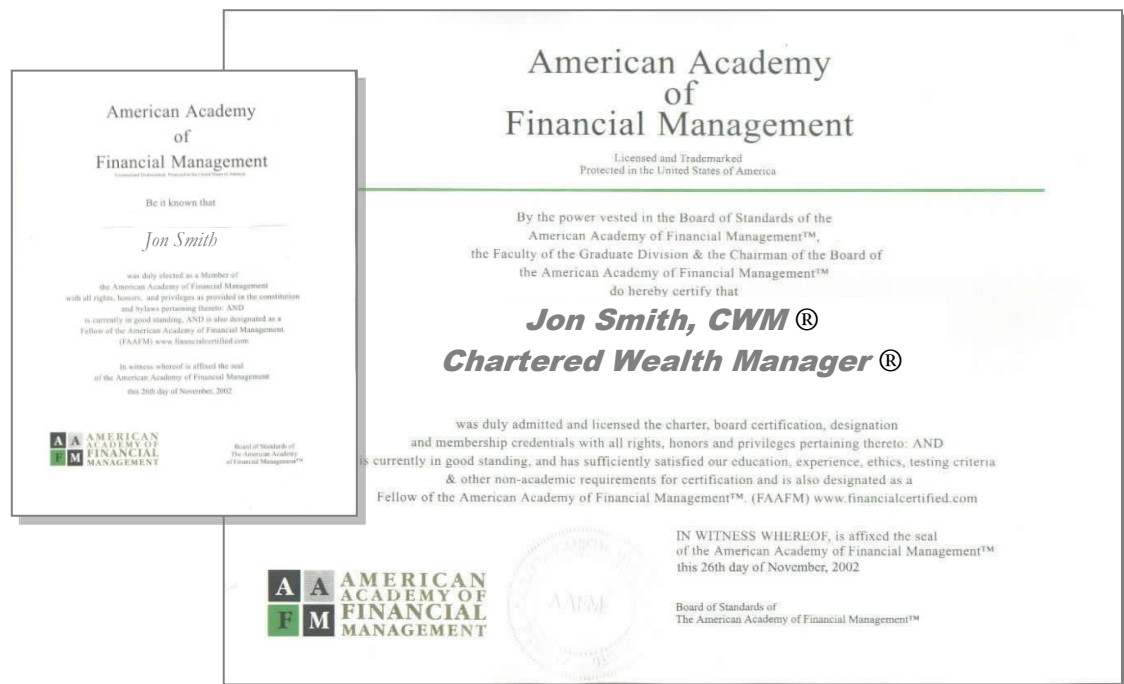 American Academy
of
Financial Management
Be it known that
Jon Smith
was duly elected as a Member of
the American Academy of Financial Management
with all rights, honors, and privileges as provided in the constitution
and bylaws pertaining thereto: AND
is currently in good standing, AND is also designated as a
Fellow of the American Academy of Financial Management.
(FAAFM) www.financialcertified.com
In witness whereof is affixed the seal
of the American Academy of Financial Management
this 26th day of November, 2002
A A
F M
AMERICAN
ACADEMY OF
FINANCIAL
MANAGEMENT
Board of Standards of
The American Academy
of Financial Management™
American Academy
of
Financial Management
Licensed and Trademarked
Protected in the United States of America
By the power vested in the Board of Standards of the
American Academy of Financial Management™,
the Faculty of the Graduate Division & the Chairman of the Board of
the American Academy of Financial Management™
do hereby certify that
Jon Smith, CWM ®
Chartered Wealth Manager ®
was duly admitted and licensed the charter, board certification, designation
and membership credentials with all rights, honors and privileges pertaining thereto: AND
is currently in good standing, and has sufficiently satisfied our education, experience, ethics, testing criteria
& other non-academic requirements for certification and is also designated as a
Fellow of the American Academy of Financial Management™. (FAAFM) www.financialcertified.com
IN WITNESS WHEREOF, is affixed the seal
of the American Academy of Financial Management™
this 26th day of November, 2002
Board of Standards of
The American Academy of Financial Management™
A A
F M
AMERICAN
ACADEMY OF
FINANCIAL
MANAGEMENT
AAFM